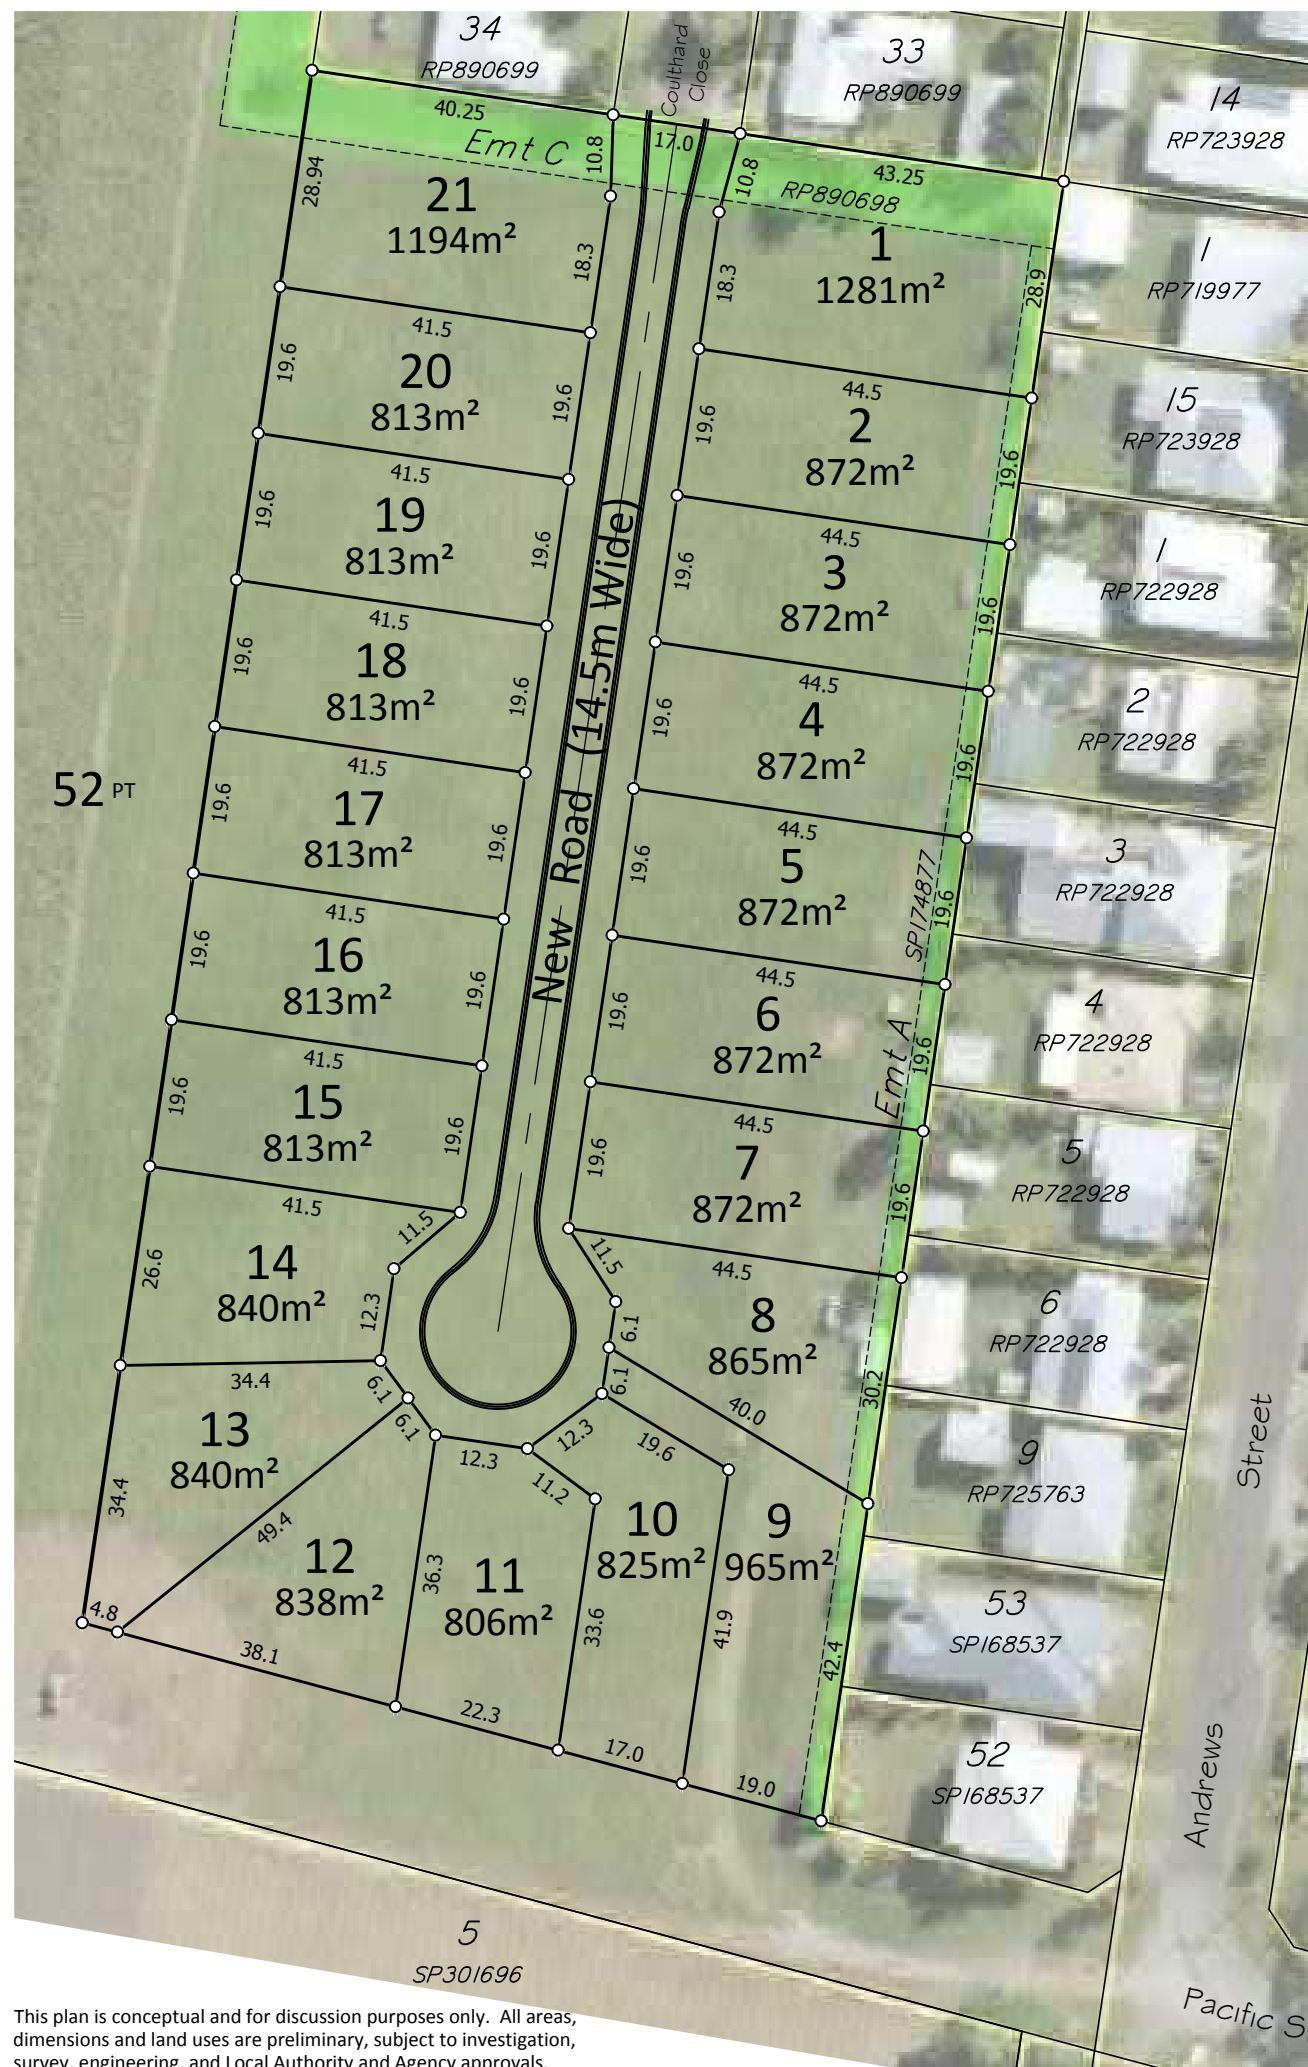 34
RP890699
Coulthard
Close
33
RP890699
14
RP723928
40.25
Emt C
10.8
17.0
10.8
43.25
RP890698
28.94
21
1194m²
18.3
18.3
1
1281m²
28.9
1
RP719977
41.5
20
813m²
19.6
19.6
44.5
2
872m²
19.6
19.6
15
RP723928
41.5
19
813m²
19.6
19.6
44.5
3
872m²
19.6
19.6
1
RP722928
41.5
18
813m²
19.6
19.6
44.5
4
872m²
19.6
19.6
2
RP722928
52 PT
41.5
17
813m²
19.6
19.6
New Road (14.5m Wide)
44.5
5
872m²
19.6
19.6
SP174877
3
RP722928
41.5
16
813m²
19.6
19.6
44.5
6
872m²
19.6
19.6
Emt A
4
RP722928
41.5
15
813m²
19.6
19.6
44.5
7
872m²
19.6
19.6
5
RP722928
41.5
11.5
14
840m²
26.6
12.3
11.5
44.5
8
865m²
6.1
30.2
6
RP722928
34.4
6.1
6.1
6.1
40.0
13
840m²
34.4
49.4
12.3
12.3
19.6
11.2
9
RP725763
Street
12
838m²
36.3
11
806m²
33.6
10
825m²
41.9
9
965m²
42.4
53
SP168537
4.8
38.1
22.3
17.0
19.0
52
SP168537
Andrews
5
SP301696
Pacific S
This plan is conceptual and for discussion purposes only. All areas,
dimensions and land uses are preliminary, subject to investigation,
survey, engineering, and Local Authority and Agency approvals.